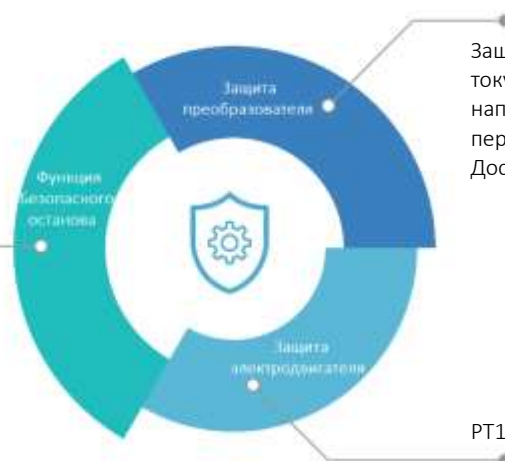 Защита
преобразователя
Защ
току
нап
пер
Дос
Функция
безопасного
останова
Защита
электродвигателя
РТ1